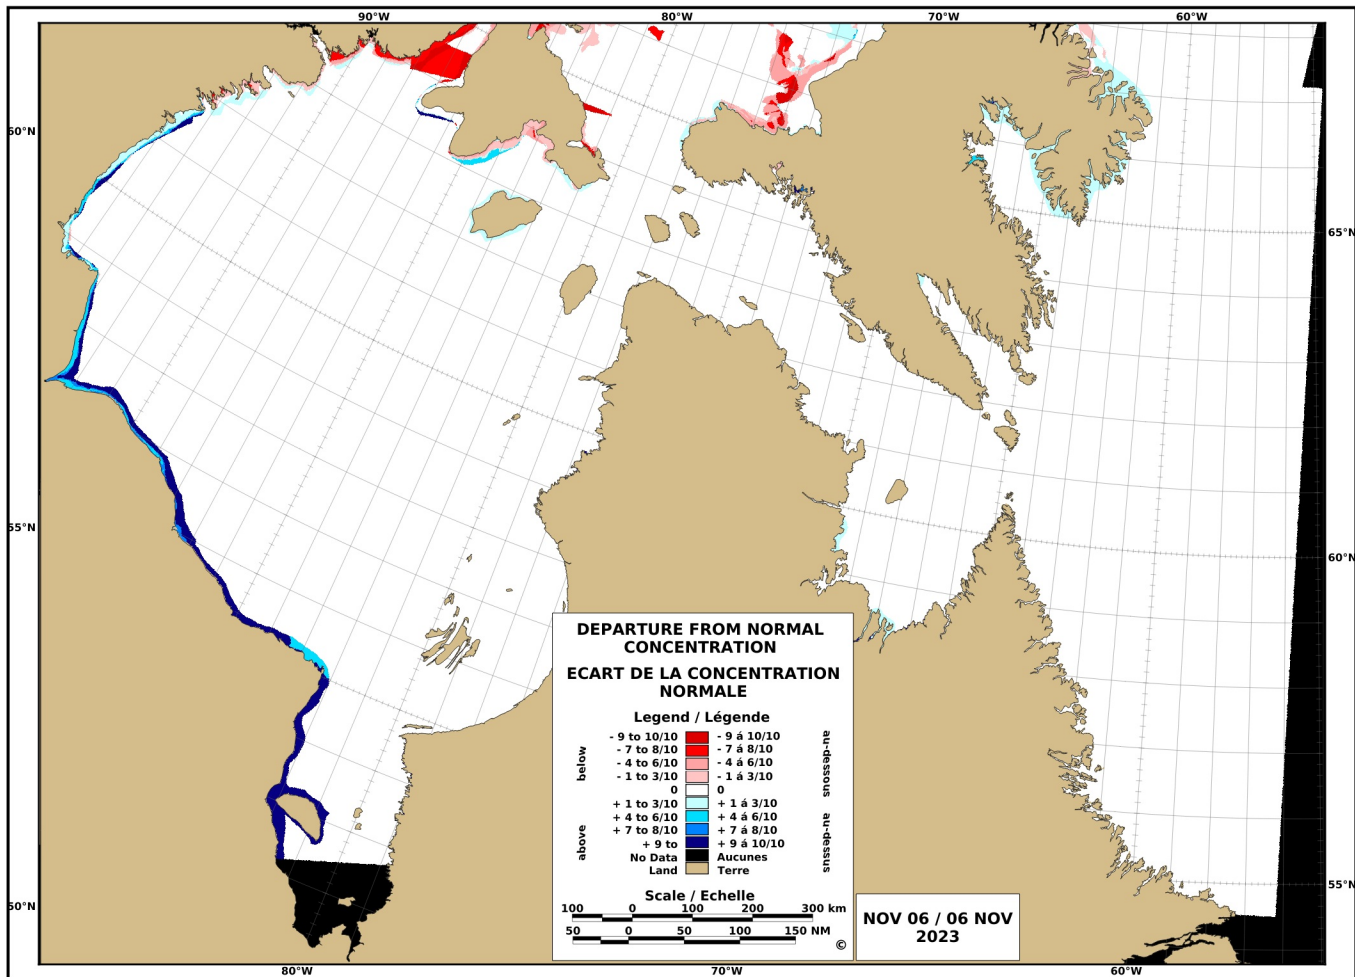 90°W 80°W 70°W 60°W
60°N
65°N
55°N
60°N
DEPARTURE FROM NORMAL
CONCENTRATION
ECART DE LA CONCENTRATION
NORMALE
Legend / Légende
- 9 to 10/10 - 9 á 10/10
- 7 to 8/10 - 7 á 8/10
- 4 to 6/10 - 4 á 6/10
- 1 to 3/10 - 1 á 3/10
0 0
+ 1 to 3/10 + 1 á 3/10
+ 4 to 6/10 + 4 á 6/10
+ 7 to 8/10 + 7 á 8/10
+ 9 to + 9 á 10/10
No Data Aucunes
Land Terre
below
above
au-dessous
au-dessus
Scale / Echelle
100 0 100 200 300 km
50 0 50 100 150 NM
©
NOV 06 / 06 NOV
2023
55°N
50°N
80°W 70°W 60°W